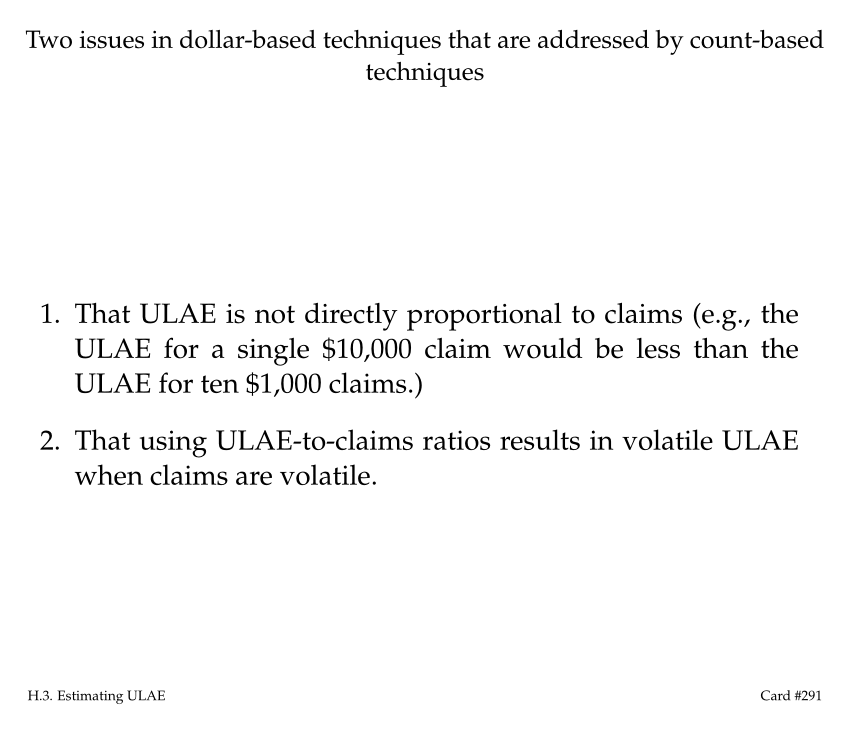 Two issues in dollar-based techniques that are addressed by count-based
techniques
1. That ULAE is not directly proportional to claims (e.g., the
ULAE for a single $10,000 claim would be less than the
ULAE for ten $1,000 claims.)
2. That using ULAE-to-claims ratios results in volatile ULAE
when claims are volatile.
H.3. Estimating ULAE
Card #291